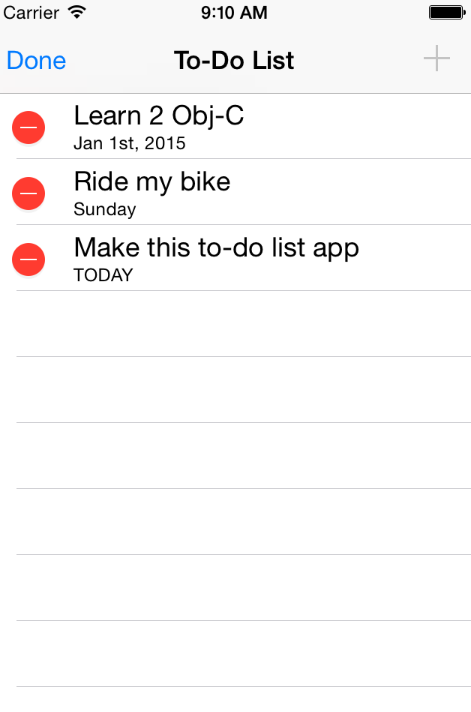 Carrier 9:10 AM
Done To-Do List
Learn 2 Obj-C
Jan 1st, 2015
Ride my bike
Sunday
Make this to-do list app
TODAY